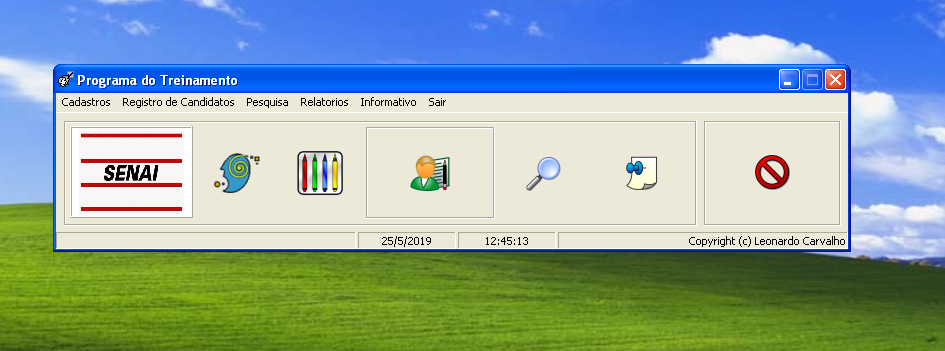 Programa do Treinamento
Cadastros Registro de Candidatos Pesquisa Relatorios Informativo Sair
SENAI
25/5/2019 12:45:13 Copyright (c) Leonardo Carvalho